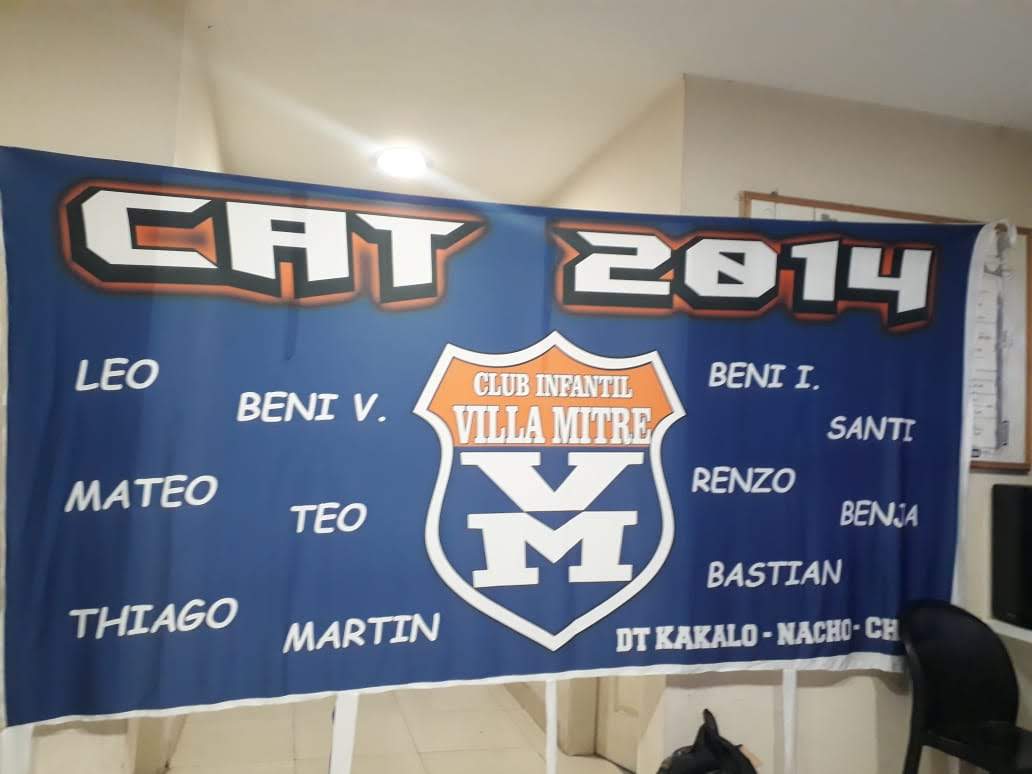 CAT 2014
LEO
BENI V.
MATEO
TEO
THIAGO
MARTIN
CLUB INFANTIL
VILLA MITRE
V
M
BENI I.
SANTI
RENZO
BENJA
BASTIAN
DT KAKALO - NACHO -